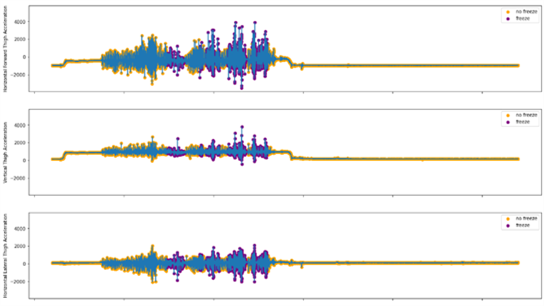 Horizontal Forward Thigh Acceleration
4000
2000
0
−2000
no freeze
freeze
Vertical Thigh Acceleration
4000
2000
0
−2000
no freeze
freeze
Horizontal Lateral Thigh Acceleration
4000
2000
0
−2000
no freeze
freeze